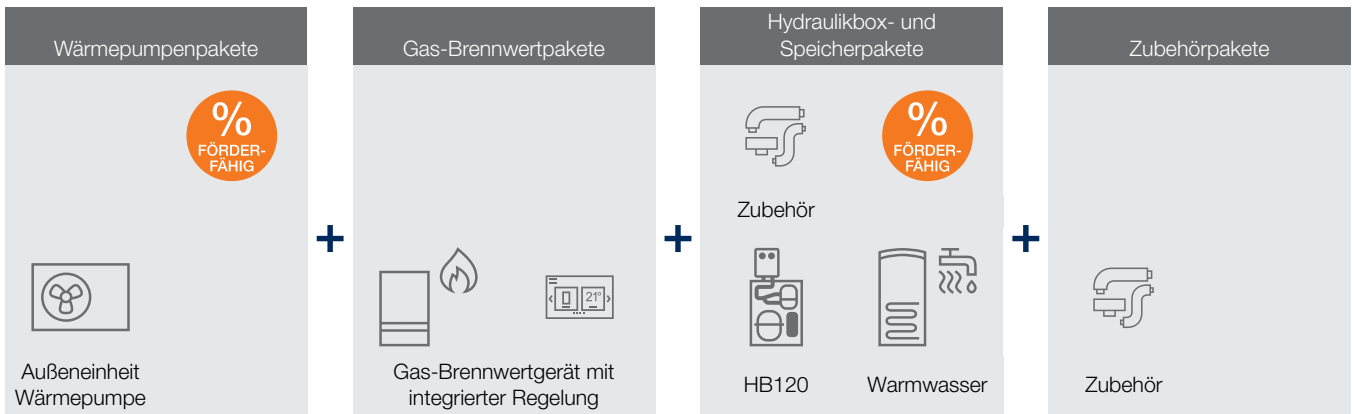 Wärmepumpenpakete
%
FÖRDER-
FÄHIG
Außeneinheit
Wärmepumpe
+
Gas-Brennwertpakete
21°
Gas-Brennwertgerät mit
integrierter Regelung
+
Hydraulikbox- und
Speicherpakete
%
FÖRDER-
FÄHIG
Zubehör
HB120
Warmwasser
+
Zubehörpakete
Zubehör